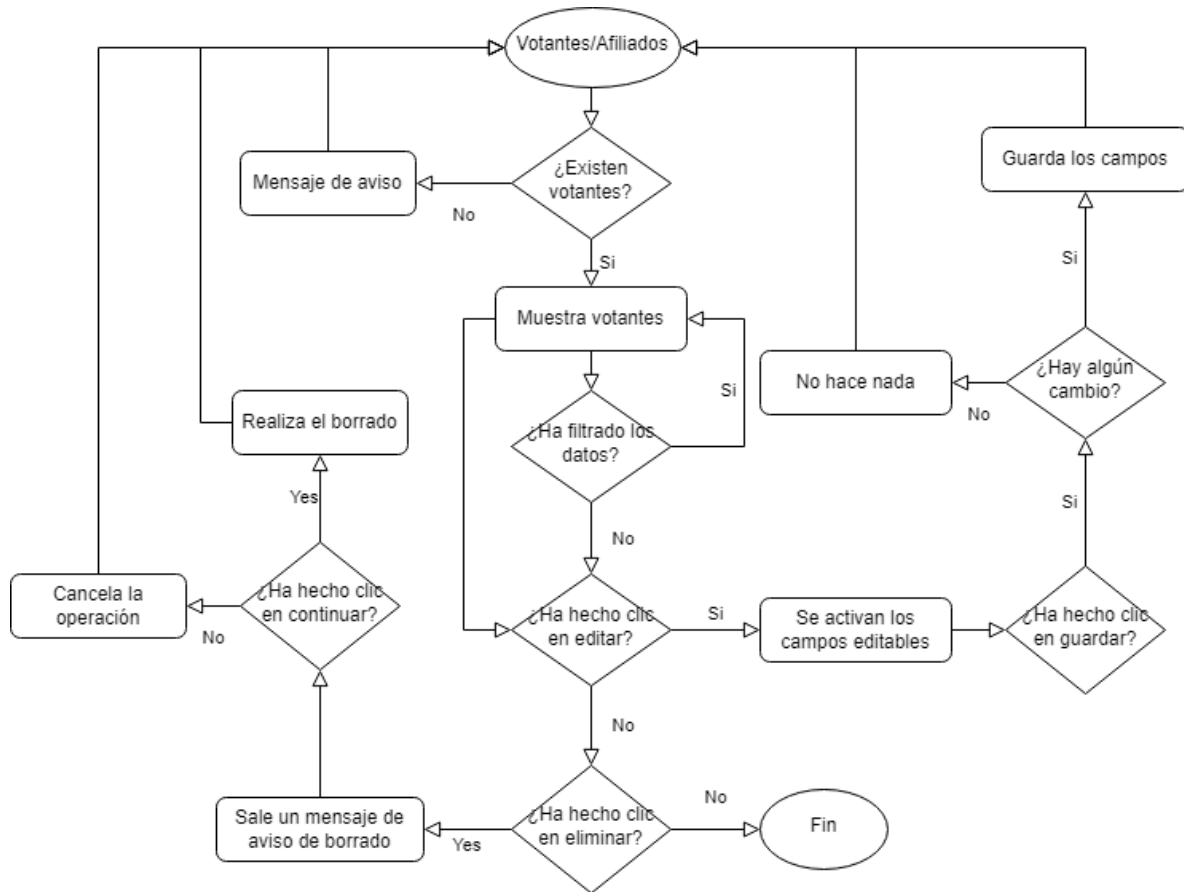 Votantes/Afiliados
¿Existen
votantes?
No
Mensaje de aviso
Si
Muestra votantes
¿Ha filtrado los
datos?
Si
No
¿Ha hecho clic
en editar?
Si
Se activan los
campos editables
¿Ha hecho clic
en guardar?
Si
¿Hay algún
cambio?
No
No hace nada
Si
Guarda los campos
No
¿Ha hecho clic
en eliminar?
No
Fin
Yes
Sale un mensaje de
aviso de borrado
¿Ha hecho clic
en continuar?
Yes
Realiza el borrado
No
Cancela la
operación